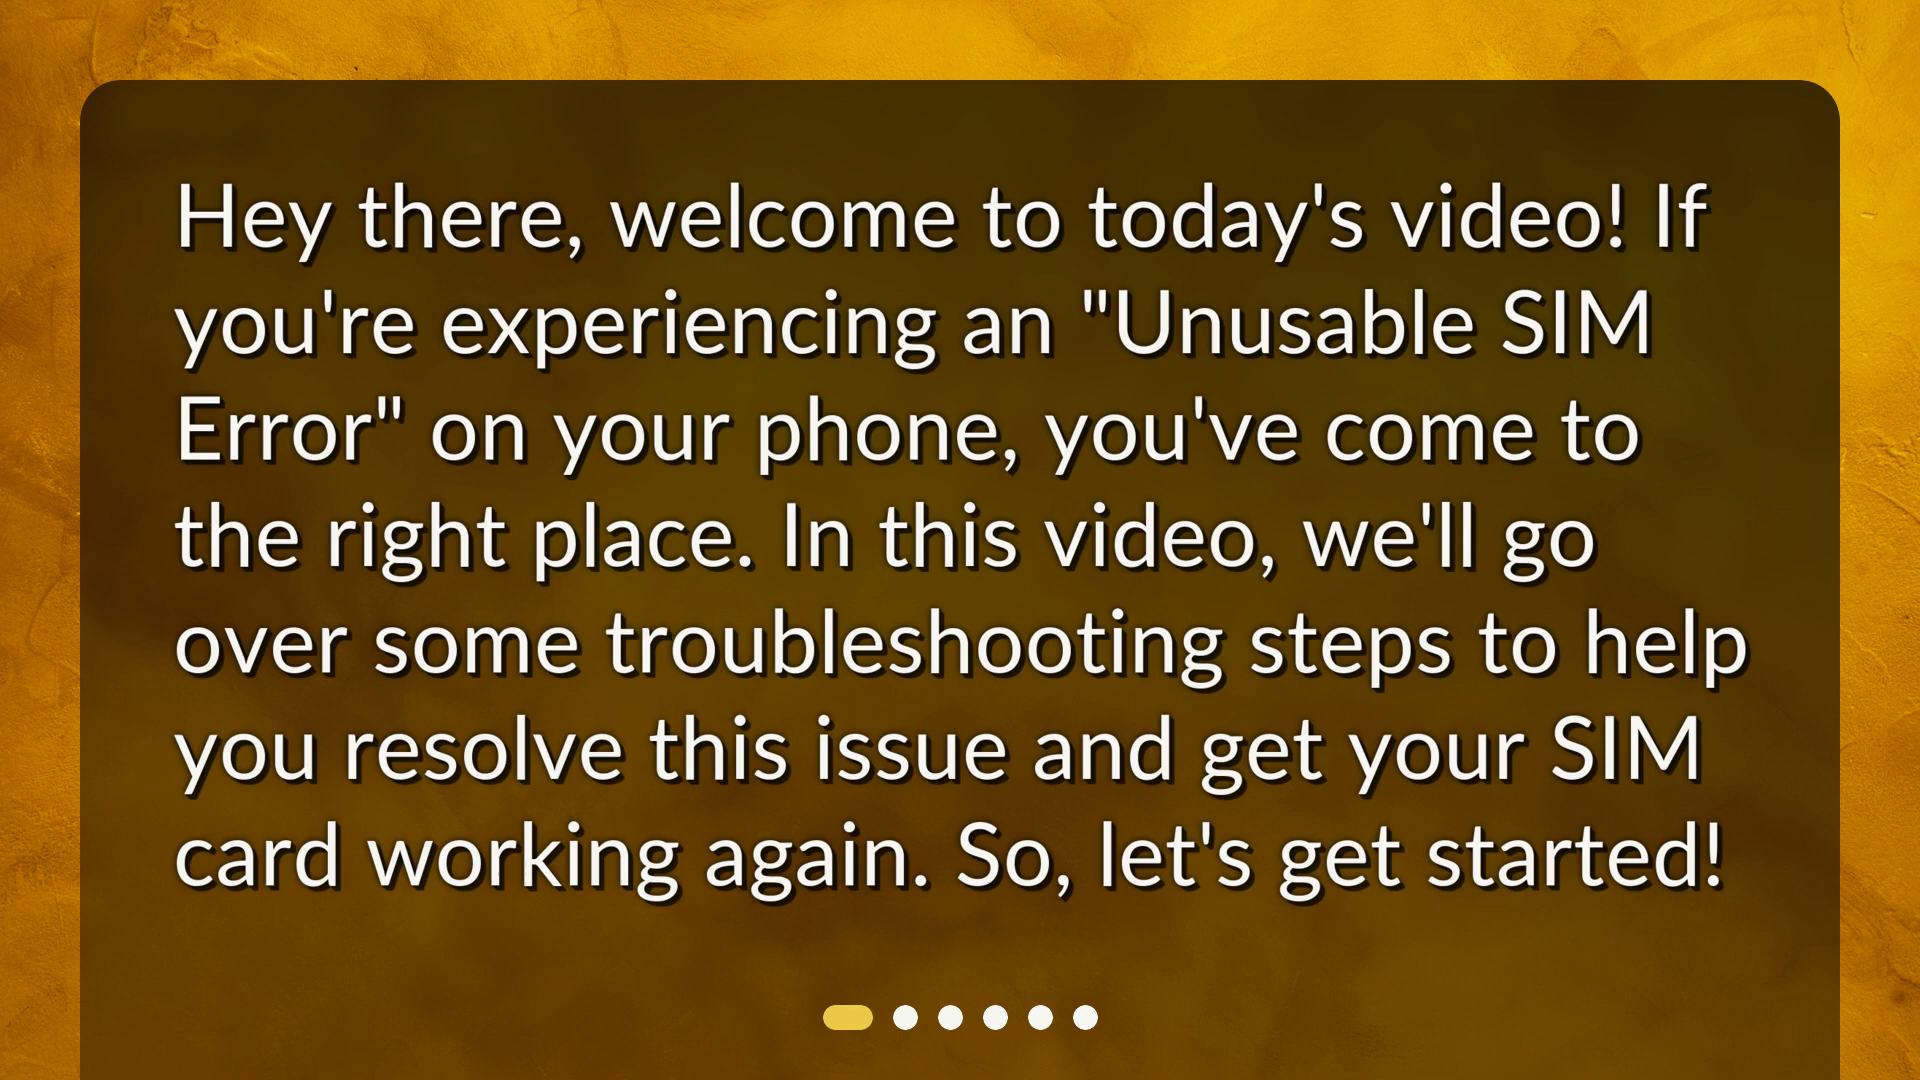 Hey there, welcome to today's video! If
you're experiencing an "Unusable SIM
Error" on your phone, you've come to
the right place. In this video, we'll go
over some troubleshooting steps to help
you resolve this issue and get your SIM
card working again. So, let's get started!